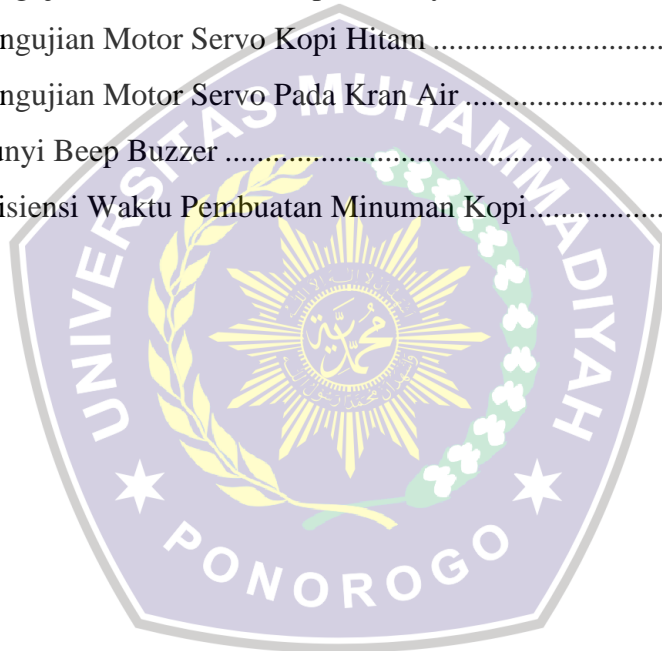 ngujian Motor Servo Kopi Hitam ............................
ngujian Motor Servo Pada Kran Air ........................
unyi Beep Buzzer .....................................................
isiensi Waktu Pembuatan Minuman Kopi.................
UNIVERSITAS MUHAMMADIYAH
محمدية
PONOROGO